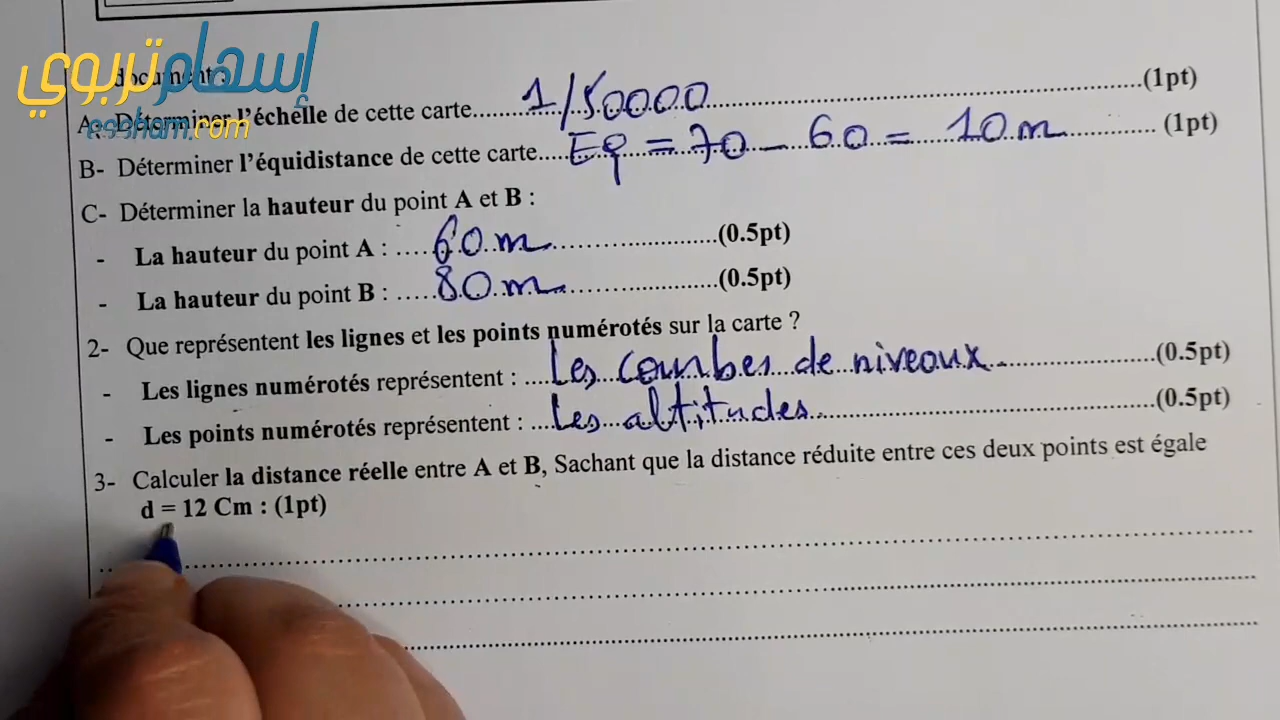 إسهام تربوي
essham.com
document :
A- Déterminer l'échelle de cette carte..........1/50000..........(1pt)
B- Déterminer l'équidistance de cette carte.....Eq = 70 - 60 = 10 m.......... (1pt)
C- Déterminer la hauteur du point A et B :
- La hauteur du point A : ....60 m..........(0.5pt)
- La hauteur du point B : .....80 m..........(0.5pt)
2- Que représentent les lignes et les points numérotés sur la carte ?
- Les lignes numérotés représentent : ....Les courbes de niveaux..........(0.5pt)
- Les points numérotés représentent : ....Les altitudes..........(0.5pt)
3- Calculer la distance réelle entre A et B, Sachant que la distance réduite entre ces deux points est égale
d = 12 Cm : (1pt)